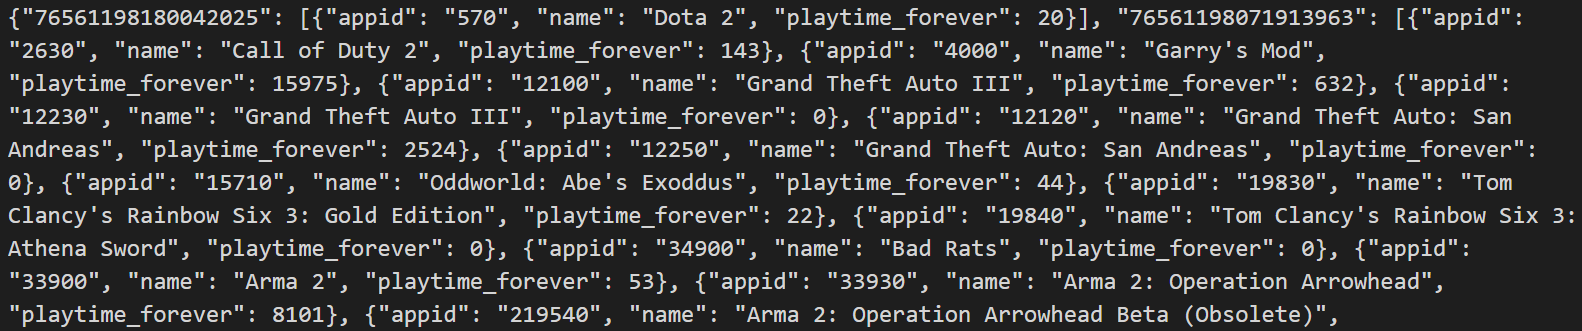 {"76561198180042025": [{"appid": "570", "name": "Dota 2", "playtime_forever": 20}], "76561198071913963": [{"appid":
"2630", "name": "Call of Duty 2", "playtime_forever": 143}, {"appid": "4000", "name": "Garry's Mod",
"playtime_forever": 15975}, {"appid": "12100", "name": "Grand Theft Auto III", "playtime_forever": 632}, {"appid":
"12230", "name": "Grand Theft Auto III", "playtime_forever": 0}, {"appid": "12120", "name": "Grand Theft Auto: San
Andreas", "playtime_forever": 2524}, {"appid": "12250", "name": "Grand Theft Auto: San Andreas", "playtime_forever":
0}, {"appid": "15710", "name": "Oddworld: Abe's Exoddus", "playtime_forever": 44}, {"appid": "19830", "name": "Tom
Clancy's Rainbow Six 3: Gold Edition", "playtime_forever": 22}, {"appid": "19840", "name": "Tom Clancy's Rainbow Six 3:
Athena Sword", "playtime_forever": 0}, {"appid": "34900", "name": "Bad Rats", "playtime_forever": 0}, {"appid":
"33900", "name": "Arma 2", "playtime_forever": 53}, {"appid": "33930", "name": "Arma 2: Operation Arrowhead",
"playtime_forever": 8101}, {"appid": "219540", "name": "Arma 2: Operation Arrowhead Beta (Obsolete)",